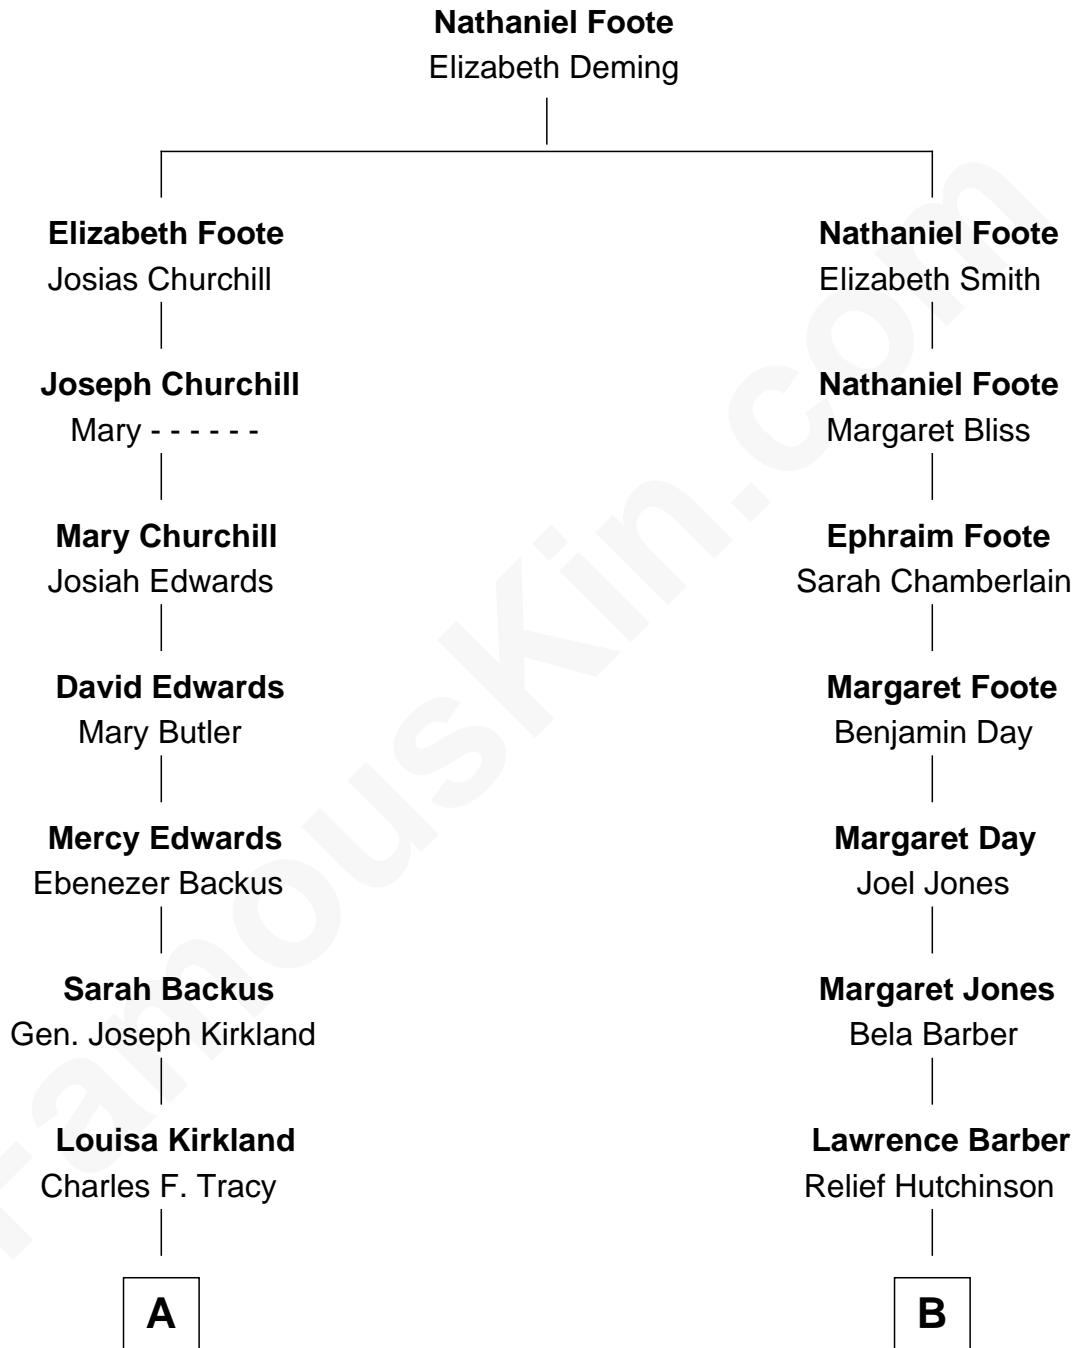 Nathaniel Foote
Elizabeth Deming
Elizabeth Foote
Josias Churchill
Nathaniel Foote
Elizabeth Smith
Joseph Churchill
Mary - - - - - -
Nathaniel Foote
Margaret Bliss
Mary Churchill
Josiah Edwards
Ephraim Foote
Sarah Chamberlain
David Edwards
Mary Butler
Margaret Foote
Benjamin Day
Mercy Edwards
Ebenezer Backus
Margaret Day
Joel Jones
Sarah Backus
Gen. Joseph Kirkland
Margaret Jones
Bela Barber
Louisa Kirkland
Charles F. Tracy
Lawrence Barber
Relief Hutchinson
A
B
FamousKin.com